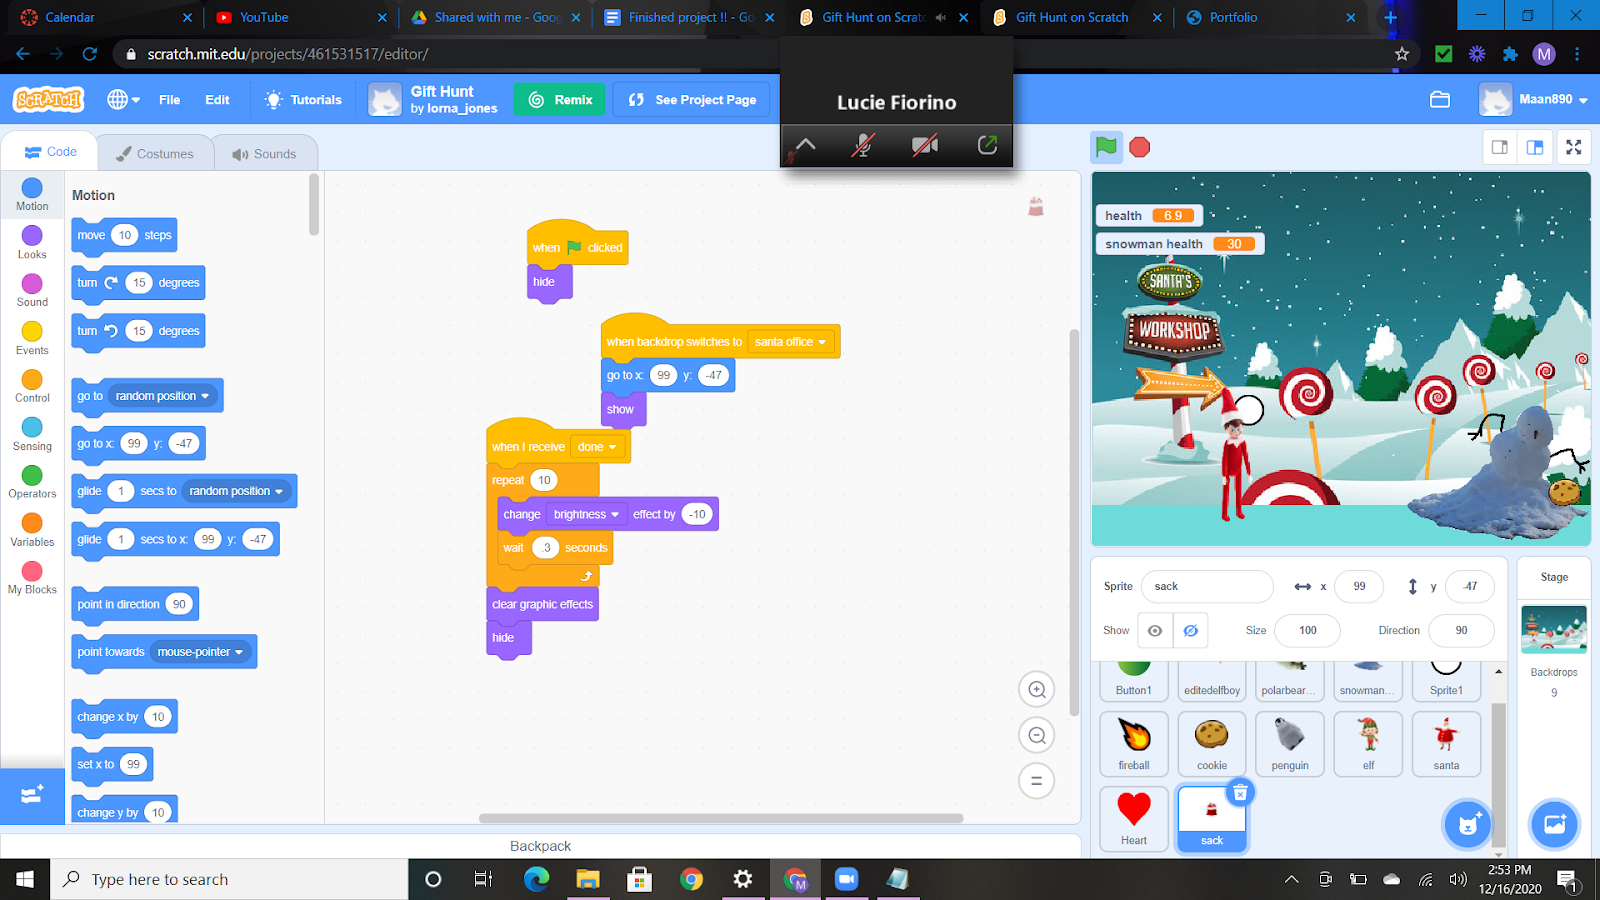 Calendar
YouTube
Shared with me - Goog
Finished project !! - Go
Gift Hunt on Scratc
Gift Hunt on Scratch
Portfolio
scratch.mit.edu/projects/461531517/editor/
M
SCRATCH
File
Edit
Tutorials
Gift Hunt
by lorna_jones
Remix
See Project Page
Lucie Fiorino
Maan890
Code
Costumes
Sounds
Motion
Looks
Sound
Events
Control
Sensing
Operators
Variables
My Blocks
Motion
move 10 steps
turn 15 degrees
turn 15 degrees
go to random position
go to x: 99 y: -47
glide 1 secs to random position
glide 1 secs to x: 99 y: -47
point in direction 90
point towards mouse-pointer
change x by 10
set x to 99
change y by 10
when clicked
hide
when backdrop switches to santa office
go to x: 99 y: -47
show
when I receive done
repeat 10
change brightness effect by -10
wait .3 seconds
clear graphic effects
hide
Backpack
health 6.9
snowman health 30
SANTA'S
WORKSHOP
Sprite sack x 99 y -47
Show Size 100 Direction 90
Stage
Backdrops
9
Button1
editedelfboy
polarbear...
snowman...
Sprite1
fireball
cookie
penguin
elf
santa
Heart
sack
Type here to search
M
2:53 PM
12/16/2020
1